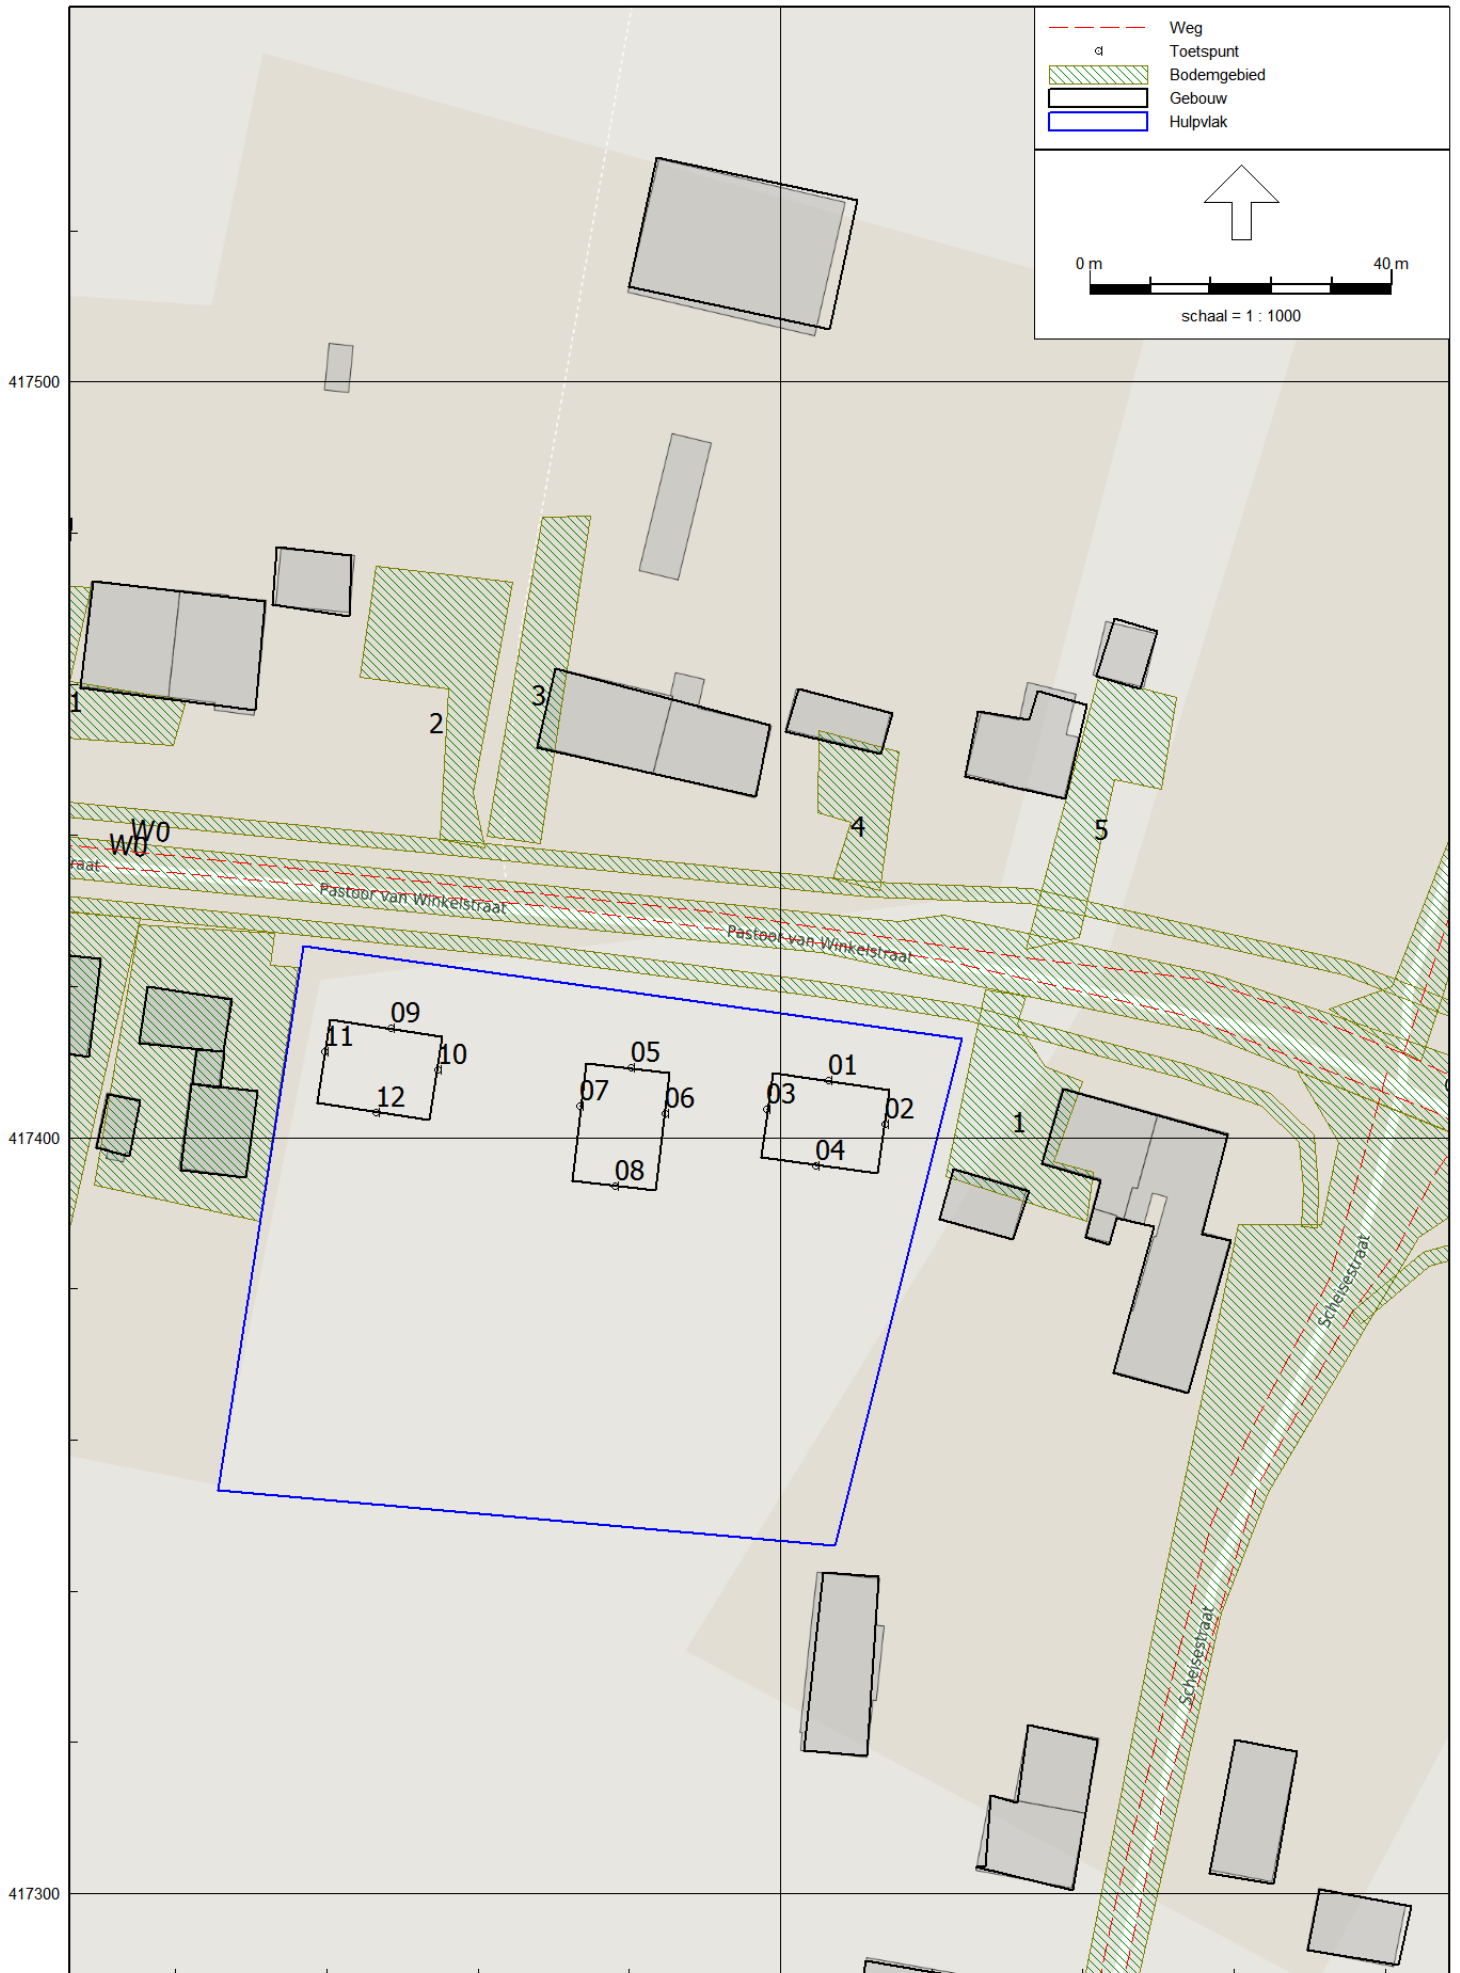 Weg
Toetspunt
Bodemgebied
Gebouw
Hulpvlak
0 m 40 m
schaal = 1 : 1000
417500
1
2
3
4
5
W0
W0
raat
Pastoor van Winkelstraat
Pastoor van Winkelstraat
09
11
10
12
05
07
06
08
01
03
02
04
1
417400
Scheisestraat
Scheisestraat
417300